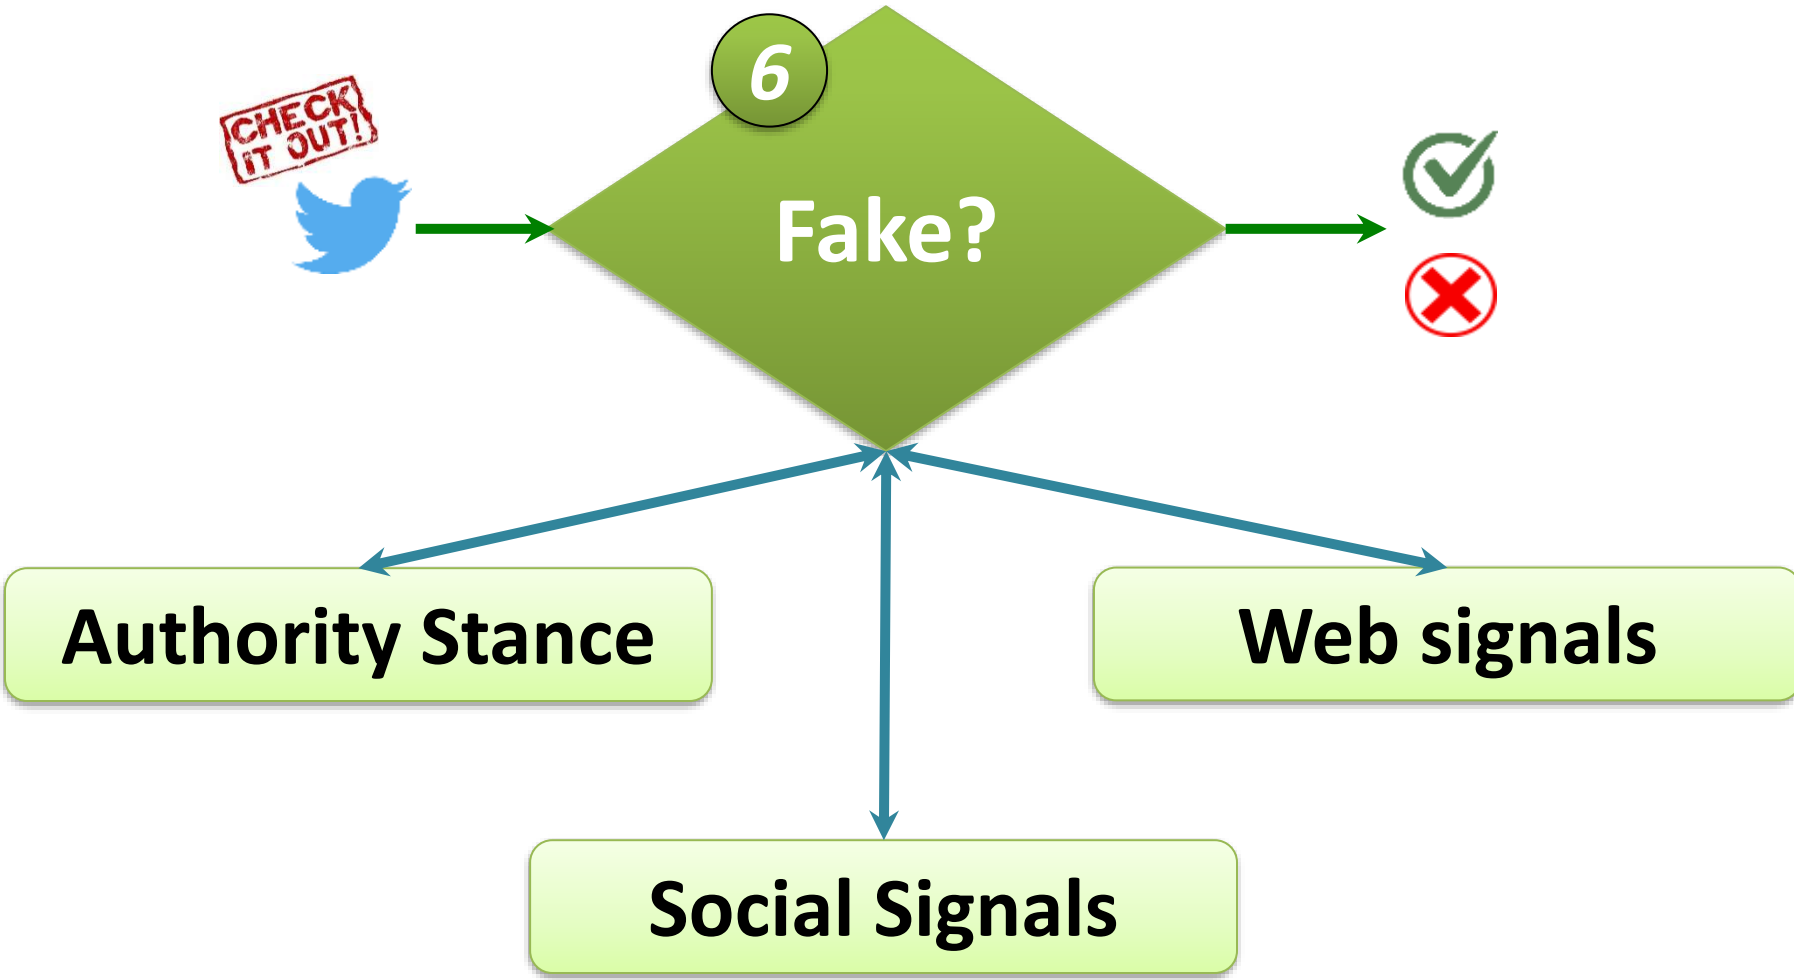 6
CHECK
IT OUT!
Fake?
Authority Stance
Web signals
Social Signals